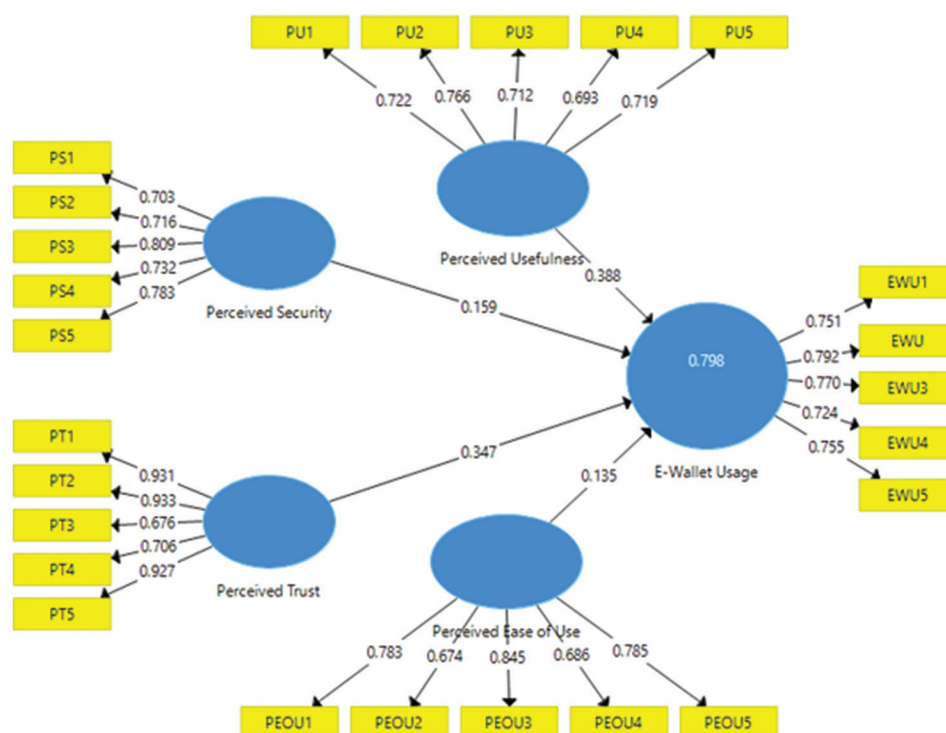 PU1 PU2 PU3 PU4 PU5
0.722 0.766 0.712 0.693 0.719
Perceived Usefulness
0.388
PS1
PS2
PS3
PS4
PS5
0.703
0.716
0.809
0.732
0.783
Perceived Security
0.159
0.798
E-Wallet Usage
0.751
0.792
0.770
0.724
0.755
EWU1
EWU
EWU3
EWU4
EWU5
PT1
PT2
PT3
PT4
PT5
0.931
0.933
0.676
0.706
0.927
Perceived Trust
0.347
0.135
Perceived Ease of Use
0.783 0.674 0.845 0.686 0.785
PEOU1 PEOU2 PEOU3 PEOU4 PEOU5